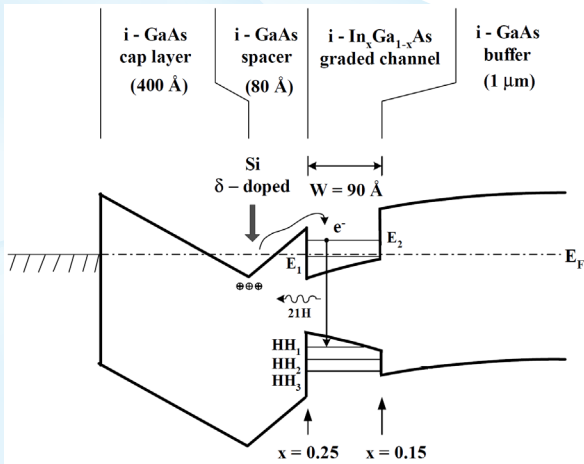 i - GaAs
cap layer
(400 Å)
i - GaAs
spacer
(80 Å)
i - InₓGa₁₋ₓAs
graded channel
i - GaAs
buffer
(1 μm)
Si
δ – doped
W = 90 Å
e⁻
E₂
E₁
E_F
⊕⊕⊕
21H
HH₁
HH₂
HH₃
x = 0.25
x = 0.15